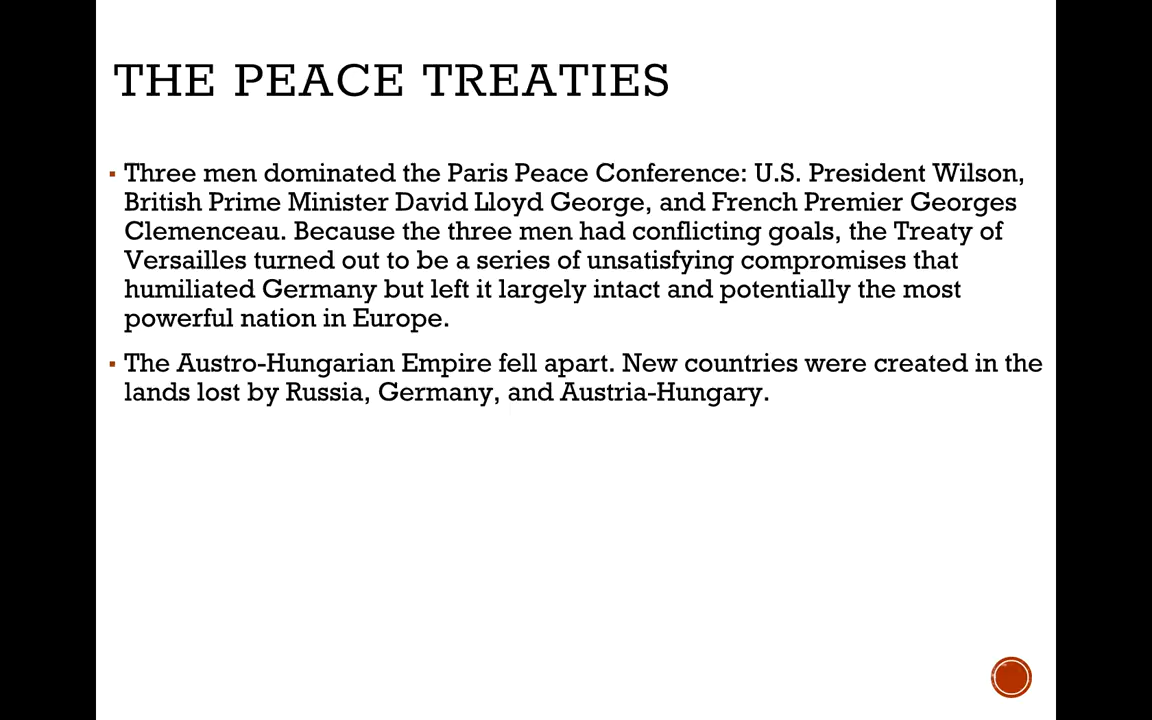 THE PEACE TREATIES
▪ Three men dominated the Paris Peace Conference: U.S. President Wilson,
British Prime Minister David Lloyd George, and French Premier Georges
Clemenceau. Because the three men had conflicting goals, the Treaty of
Versailles turned out to be a series of unsatisfying compromises that
humiliated Germany but left it largely intact and potentially the most
powerful nation in Europe.
▪ The Austro-Hungarian Empire fell apart. New countries were created in the
lands lost by Russia, Germany, and Austria-Hungary.